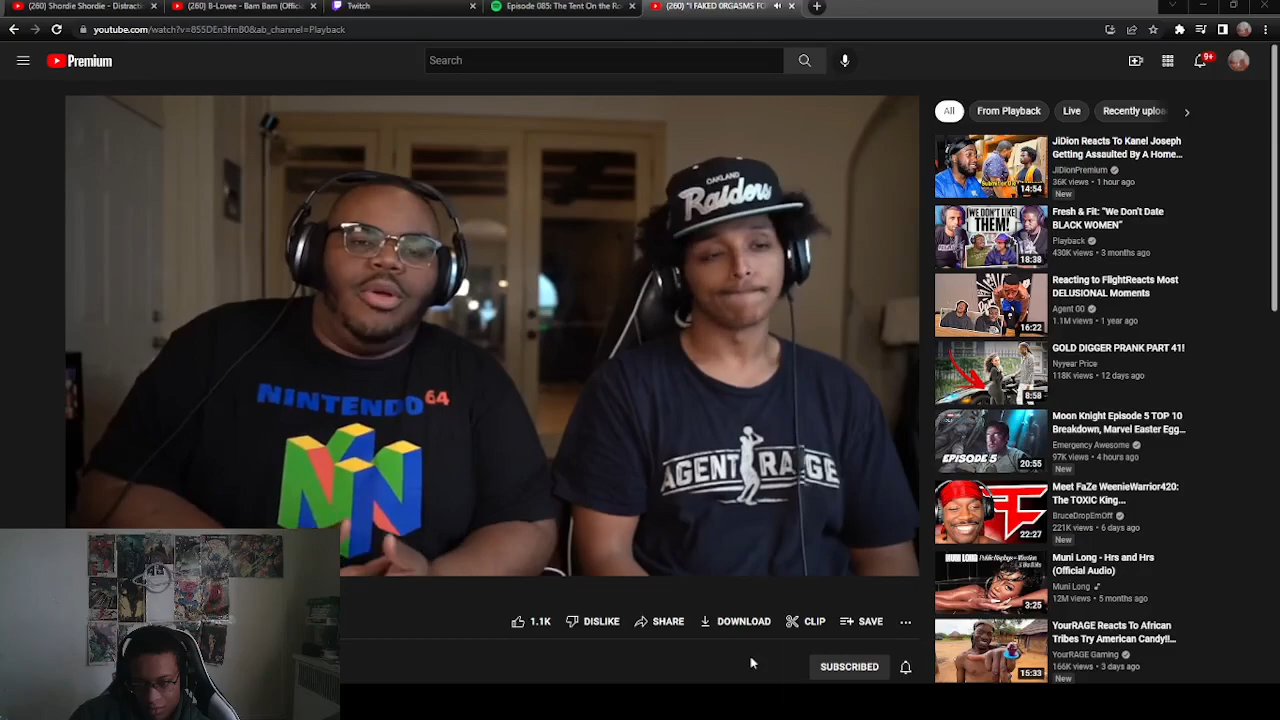 (260) Shordie Shordie - Distracti
(260) B-Lovee - Bam Bam (Offici
Twitch
Episode 085: The Tent On the Ro
(260) "I FAKED ORGASMS FO
youtube.com/watch?v=855DEn3fmB0&ab_channel=Playback
Premium
Search
9+
All
From Playback
Live
Recently uploa
OAKLAND
Raiders
NINTENDO 64
AGENT RAGE
JiDion Reacts To Kanel Joseph
Getting Assaulted By A Home...
JiDionPremium
36K views • 1 hour ago
New
14:54
WE DON'T LIKE
THEM!
Fresh & Fit: "We Don't Date
BLACK WOMEN"
Playback
430K views • 3 months ago
18:38
Reacting to FlightReacts Most
DELUSIONAL Moments
Agent 00
1.1M views • 1 year ago
16:22
GOLD DIGGER PRANK PART 41!
Nyyear Price
118K views • 12 days ago
8:58
Moon Knight Episode 5 TOP 10
Breakdown, Marvel Easter Egg...
Emergency Awesome
97K views • 4 hours ago
New
EPISODE 5
20:55
Meet FaZe WeenieWarrior420:
The TOXIC King...
BruceDropEmOff
221K views • 6 days ago
New
22:27
Muni Long - Hrs and Hrs
(Official Audio)
Muni Long
12M views • 5 months ago
3:25
YourRAGE Reacts To African
Tribes Try American Candy!!..
YourRAGE Gaming
166K views • 3 days ago
New
15:33
1.1K
DISLIKE
SHARE
DOWNLOAD
CLIP
SAVE
SUBSCRIBED